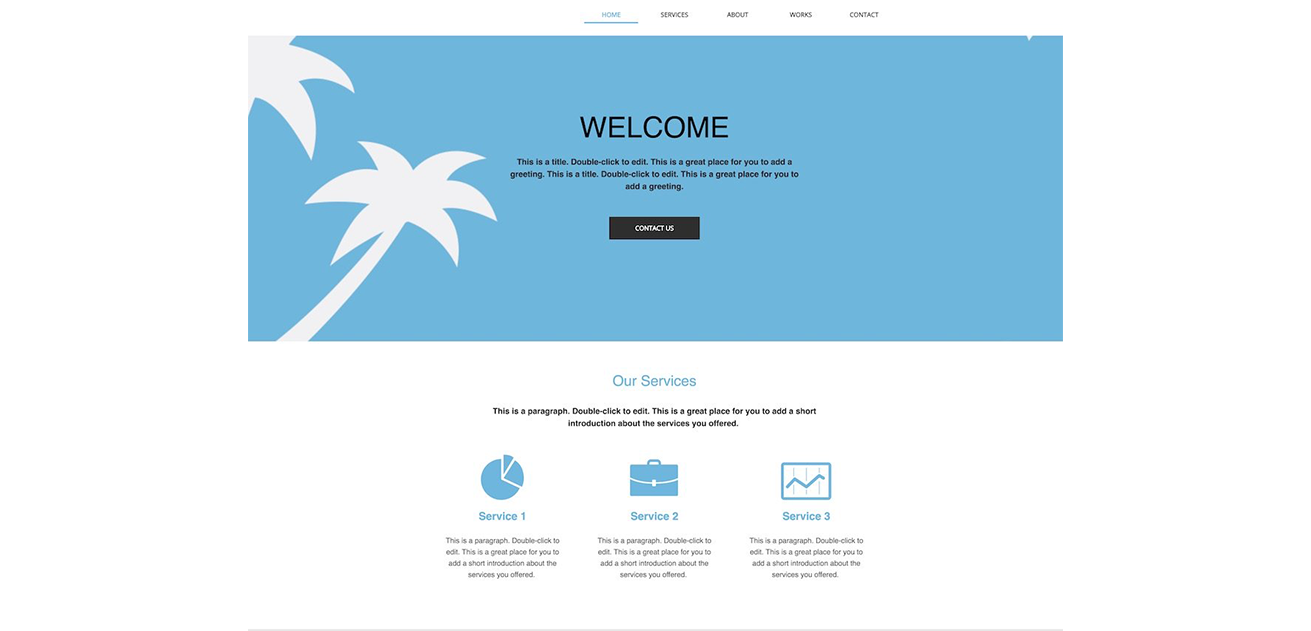 HOME SERVICES ABOUT WORKS CONTACT
WELCOME
This is a title. Double-click to edit. This is a great place for you to add a
greeting. This is a title. Double-click to edit. This is a great place for you to
add a greeting.
CONTACT US
Our Services
This is a paragraph. Double-click to edit. This is a great place for you to add a short
introduction about the services you offered.
Service 1
This is a paragraph. Double-click to
edit. This is a great place for you to
add a short introduction about the
services you offered.
Service 2
This is a paragraph. Double-click to
edit. This is a great place for you to
add a short introduction about the
services you offered.
Service 3
This is a paragraph. Double-click to
edit. This is a great place for you to
add a short introduction about the
services you offered.